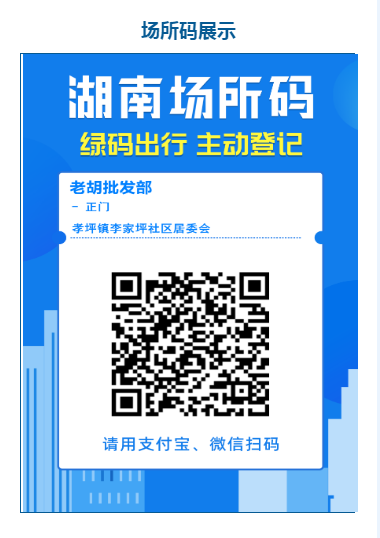 场所码展示
湖南场所码
绿码出行 主动登记
老胡批发部
- 正门
孝坪镇李家坪社区居委会
请用支付宝、微信扫码